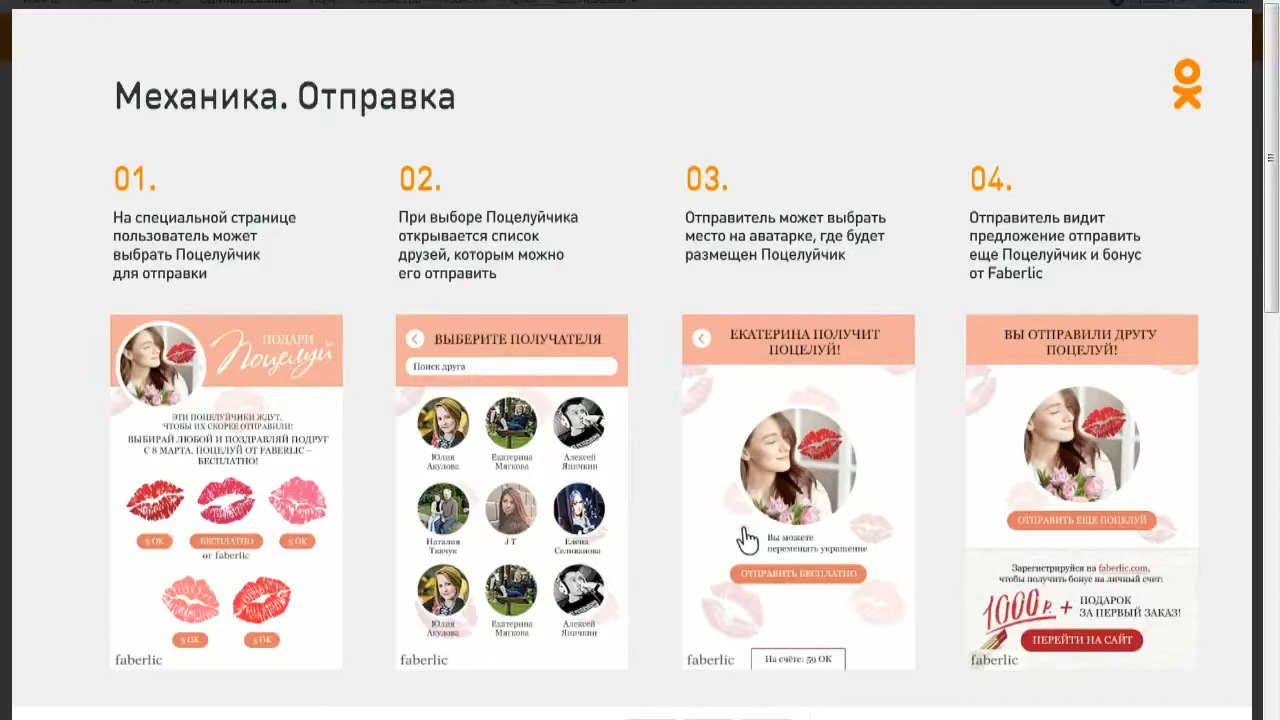 Механика. Отправка
01.
На специальной странице
пользователь может
выбрать Поцелуйчик
для отправки
02.
При выборе Поцелуйчика
открывается список
друзей, которым можно
его отправить
03.
Отправитель может выбрать
место на аватарке, где будет
размещен Поцелуйчик
04.
Отправитель видит
предложение отправить
еще Поцелуйчик и бонус
от Faberlic
ПОДАРИ
Поцелуй
ЭТИ ПОЦЕЛУЙЧИКИ ЖДУТ,
ЧТОБЫ ИХ СКОРЕЕ ОТПРАВИЛИ!
ВЫБИРАЙ ЛЮБОЙ И ПОЗДРАВЛЯЙ ПОДРУГ
С 8 МАРТА. ПОЦЕЛУЙ ОТ FABERLIC –
БЕСПЛАТНО!
5 ОК
БЕСПЛАТНО
5 ОК
от faberlic
5 ОК
5 ОК
faberlic
ВЫБЕРИТЕ ПОЛУЧАТЕЛЯ
Поиск друга
Юлия
Акулова
Екатерина
Мягкова
Алексей
Яничкин
Наталия
Ткачук
J T
Елена
Селиванова
Юлия
Акулова
Екатерина
Мягкова
Алексей
Яничкин
faberlic
ЕКАТЕРИНА ПОЛУЧИТ
ПОЦЕЛУЙ!
Вы можете
перемещать украшение
ОТПРАВИТЬ БЕСПЛАТНО
faberlic
На счёте: 59 ОК
ВЫ ОТПРАВИЛИ ДРУГУ
ПОЦЕЛУЙ!
ОТПРАВИТЬ ЕЩЕ ПОЦЕЛУЙ
Зарегистрируйся на faberlic.com,
чтобы получить бонус на личный счет:
1000 р. + ПОДАРОК
ЗА ПЕРВЫЙ ЗАКАЗ!
ПЕРЕЙТИ НА САЙТ
faberlic